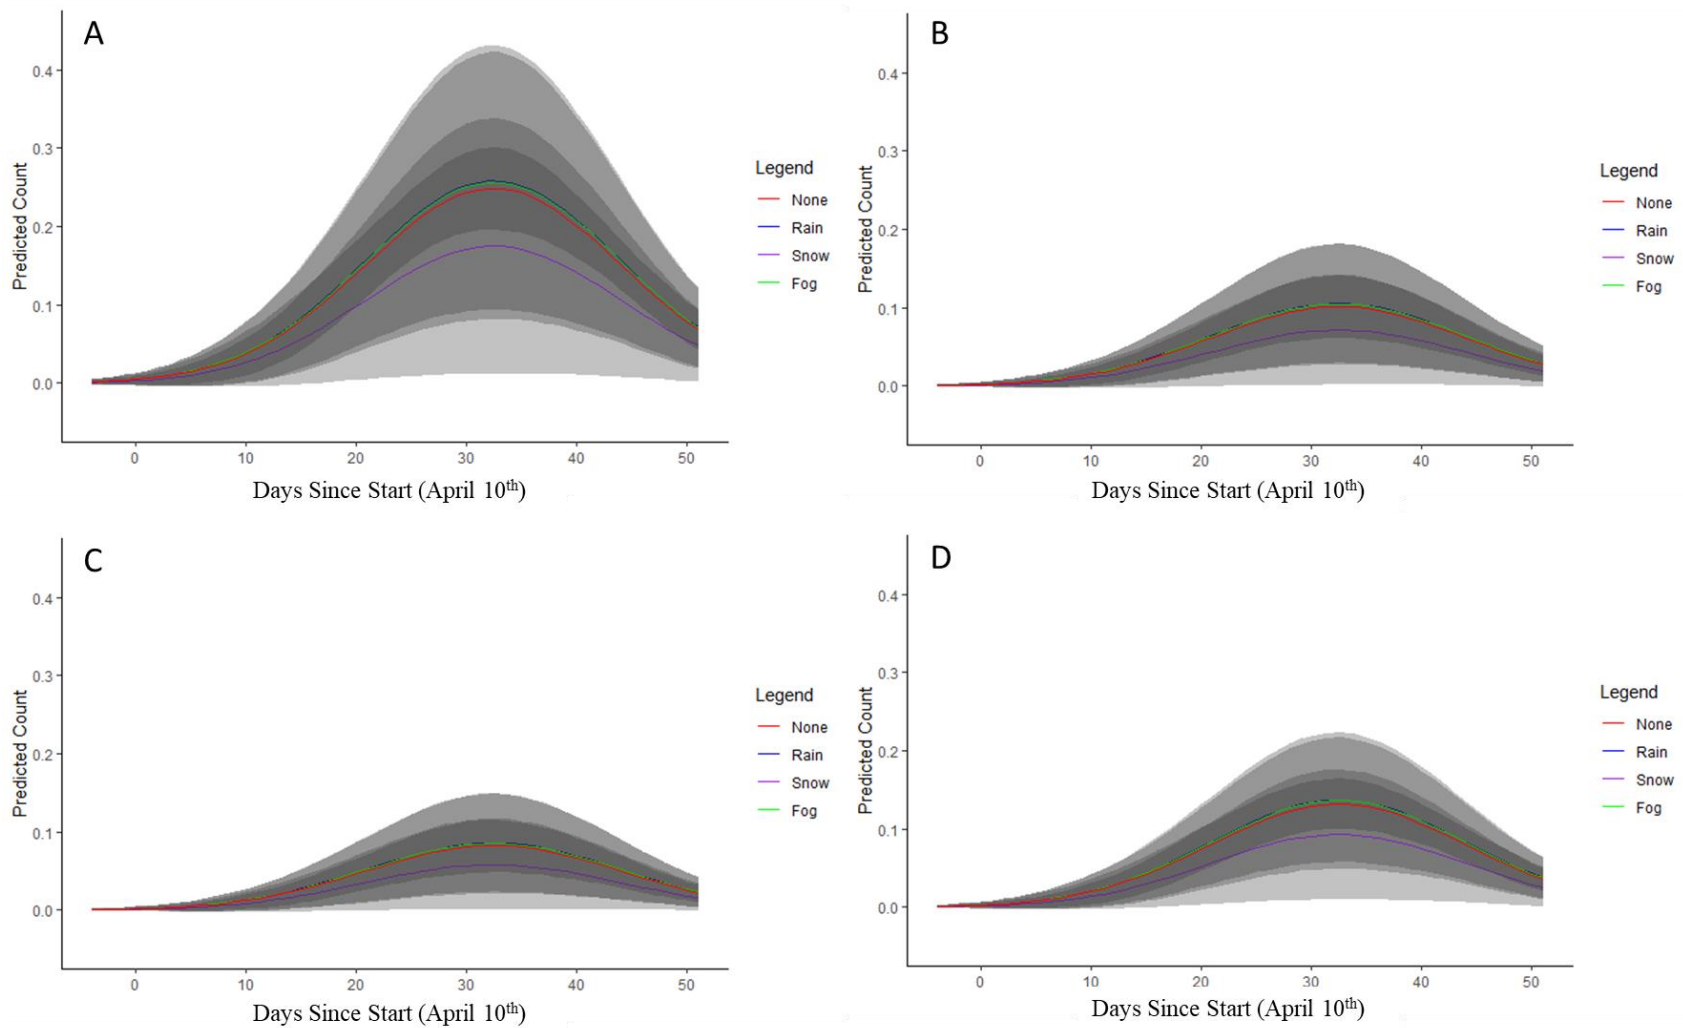 A
0.4
0.3
0.2
0.1
0.0
Predicted Count
0 10 20 30 40 50
Days Since Start (April 10th)
Legend
None
Rain
Snow
Fog
B
0.4
0.3
0.2
0.1
0.0
Predicted Count
0 10 20 30 40 50
Days Since Start (April 10th)
Legend
None
Rain
Snow
Fog
C
0.4
0.3
0.2
0.1
0.0
Predicted Count
0 10 20 30 40 50
Days Since Start (April 10th)
Legend
None
Rain
Snow
Fog
D
0.4
0.3
0.2
0.1
0.0
Predicted Count
0 10 20 30 40 50
Days Since Start (April 10th)
Legend
None
Rain
Snow
Fog